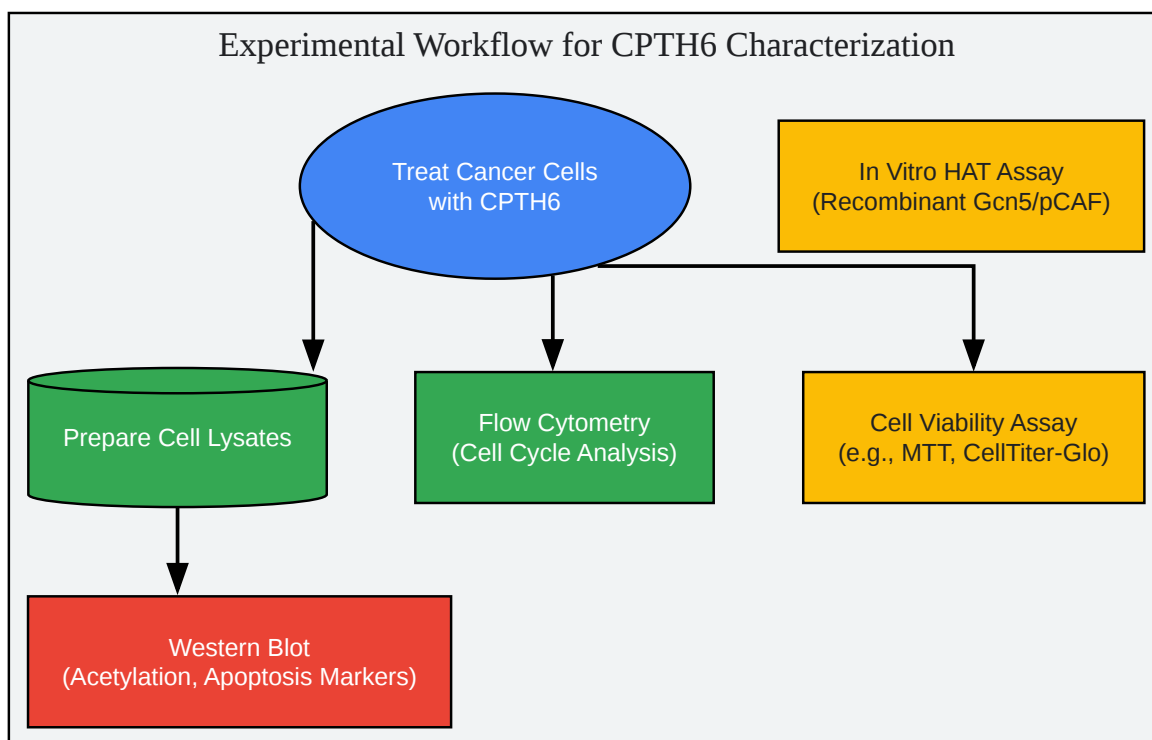 Experimental Workflow for CPTH6 Characterization
Treat Cancer Cells
with CPTH6
In Vitro HAT Assay
(Recombinant Gcn5/pCAF)
Prepare Cell Lysates
Flow Cytometry
(Cell Cycle Analysis)
Cell Viability Assay
(e.g., MTT, CellTiter-Glo)
Western Blot
(Acetylation, Apoptosis Markers)